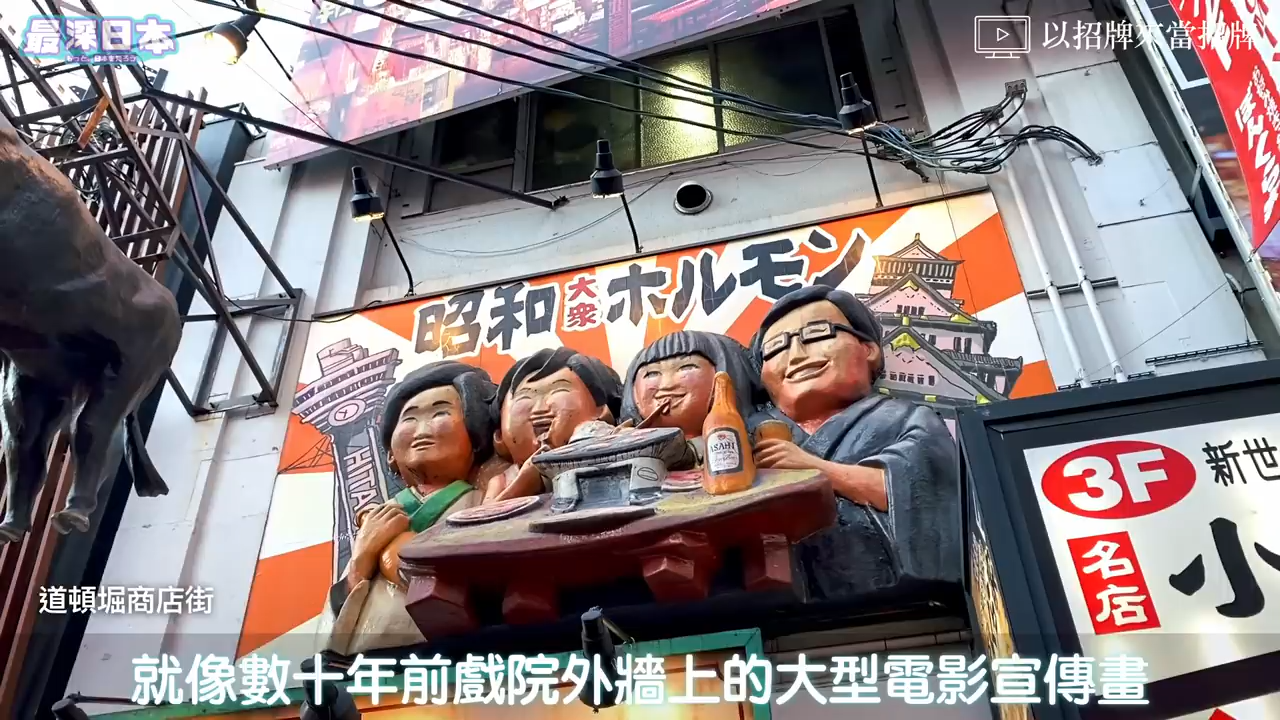 最深日本
以招牌來當招牌
昭和
大衆
ホルモン
HITA
ASAHI
3F
新世
名店
小
道頓堀商店街
就像數十年前戲院外牆上的大型電影宣傳畫